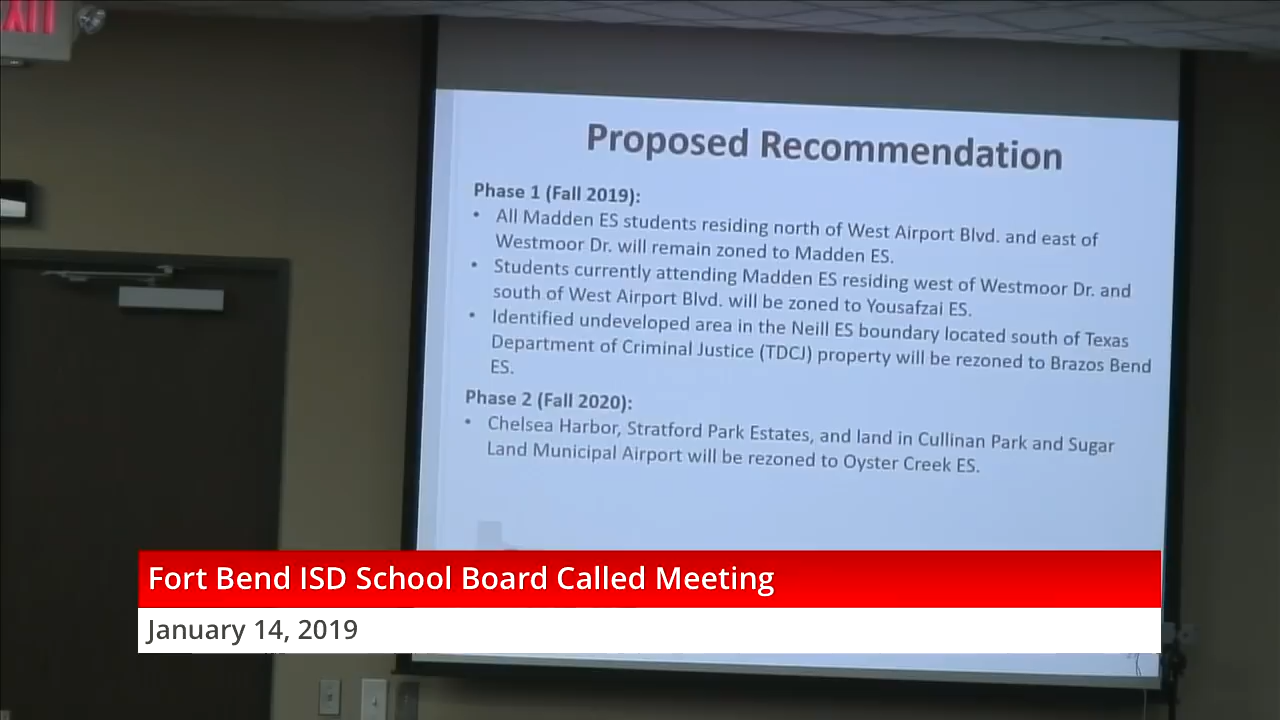 EXIT
Proposed Recommendation
Phase 1 (Fall 2019):
• All Madden ES students residing north of West Airport Blvd. and east of
Westmoor Dr. will remain zoned to Madden ES.
• Students currently attending Madden ES residing west of Westmoor Dr. and
south of West Airport Blvd. will be zoned to Yousafzai ES.
• Identified undeveloped area in the Neill ES boundary located south of Texas
Department of Criminal Justice (TDCJ) property will be rezoned to Brazos Bend
ES.
Phase 2 (Fall 2020):
• Chelsea Harbor, Stratford Park Estates, and land in Cullinan Park and Sugar
Land Municipal Airport will be rezoned to Oyster Creek ES.
Fort Bend ISD School Board Called Meeting
January 14, 2019